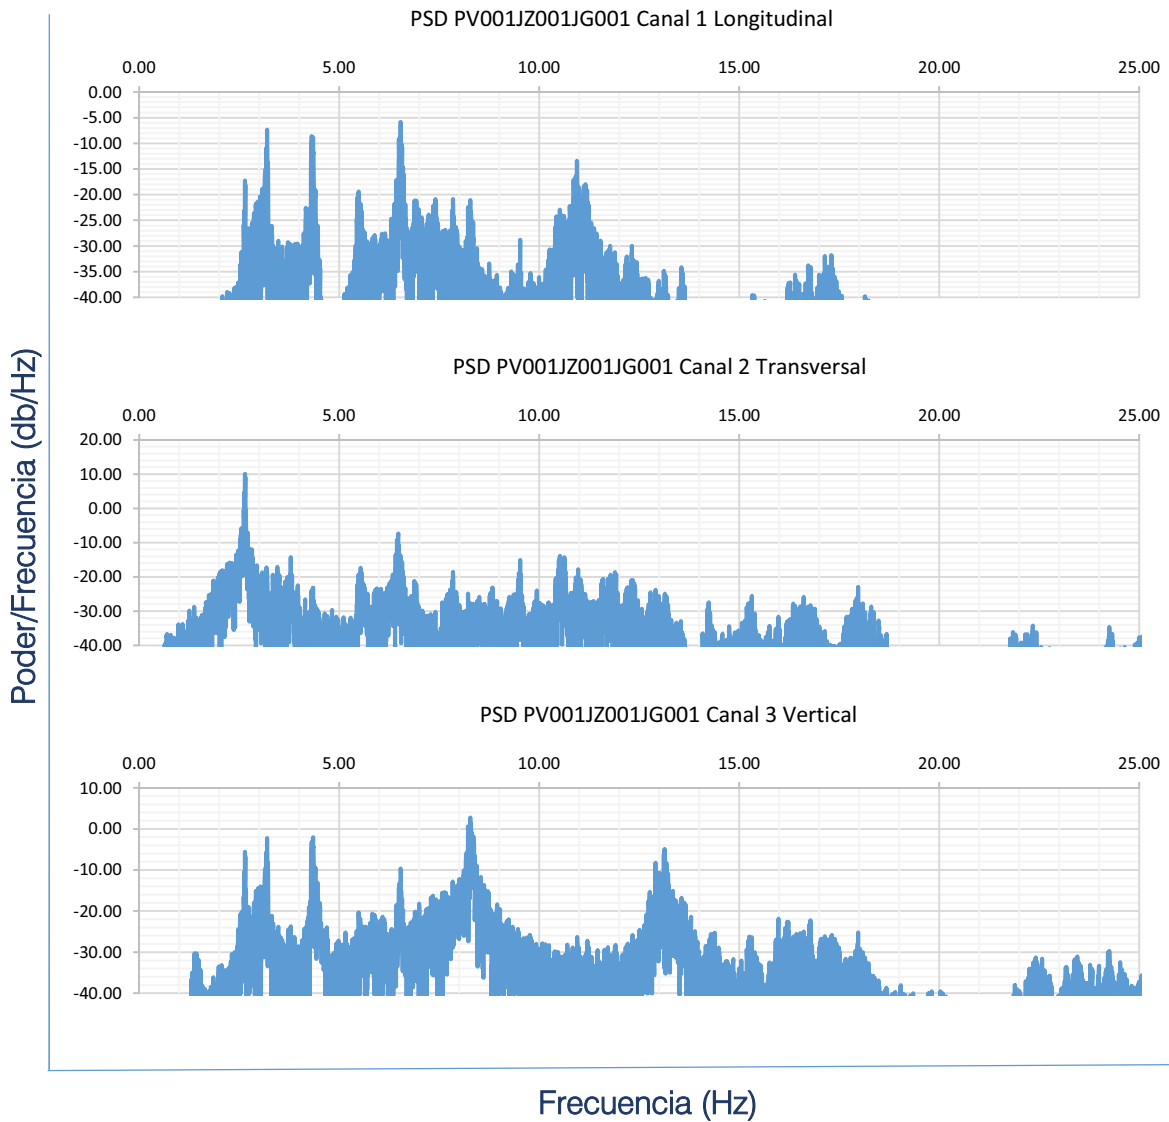 PSD PV001JZ001JG001 Canal 1 Longitudinal
0.00 5.00 10.00 15.00 20.00 25.00
0.00
-5.00
-10.00
-15.00
-20.00
-25.00
-30.00
-35.00
-40.00
PSD PV001JZ001JG001 Canal 2 Transversal
0.00 5.00 10.00 15.00 20.00 25.00
20.00
10.00
0.00
-10.00
-20.00
-30.00
-40.00
PSD PV001JZ001JG001 Canal 3 Vertical
0.00 5.00 10.00 15.00 20.00 25.00
10.00
0.00
-10.00
-20.00
-30.00
-40.00
Poder/Frecuencia (db/Hz)
Frecuencia (Hz)